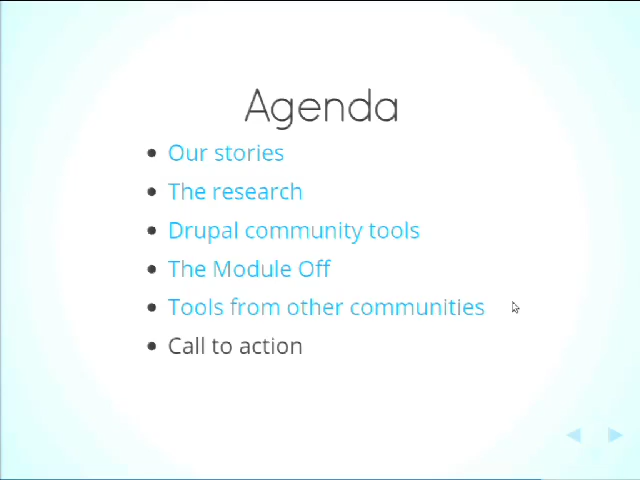 Agenda
Our stories
The research
Drupal community tools
The Module Off
Tools from other communities
Call to action